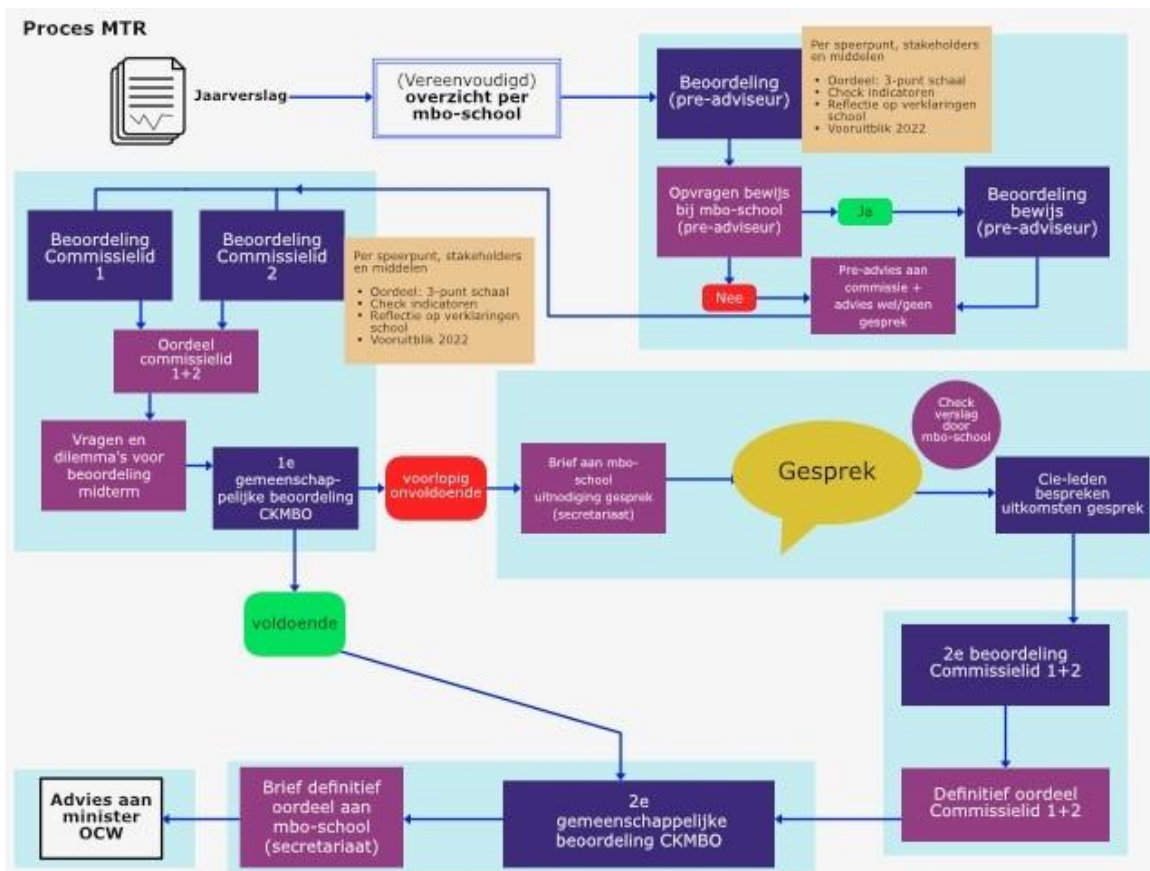 Proces MTR
Jaarverslag
(Vereenvoudigd)
overzicht per
mbo-school
Beoordeling
(pre-adviseur)
Per speerpunt, stakeholders
en middelen
• Oordeel: 3-punt schaal
• Check indicatoren
• Reflectie op verklaringen
school
• Vooruitblik 2022
Opvragen bewijs
bij mbo-school
(pre-adviseur)
Ja
Beoordeling
bewijs
(pre-adviseur)
Nee
Pre-advies aan
commissie +
advies wel/geen
gesprek
Beoordeling
Commissielid
1
Beoordeling
Commissielid
2
Per speerpunt, stakeholders
en middelen
• Oordeel: 3-punt schaal
• Check indicatoren
• Reflectie op verklaringen
school
• Vooruitblik 2022
Oordeel
commissielid
1+2
Vragen en
dilemma's voor
beoordeling
midterm
1e
gemeenschap-
pelijke beoordeling
CKMBO
voorlopig
onvoldoende
Brief aan mbo-
school
uitnodiging gesprek
(secretariaat)
Gesprek
Check
verslag
door
mbo-school
Cie-leden
bespreken
uitkomsten gesprek
voldoende
2e beoordeling
Commissielid 1+2
Definitief oordeel
Commissielid 1+2
2e
gemeenschappelijke
beoordeling CKMBO
Brief definitief
oordeel aan
mbo-school
(secretariaat)
Advies aan
minister
OCW